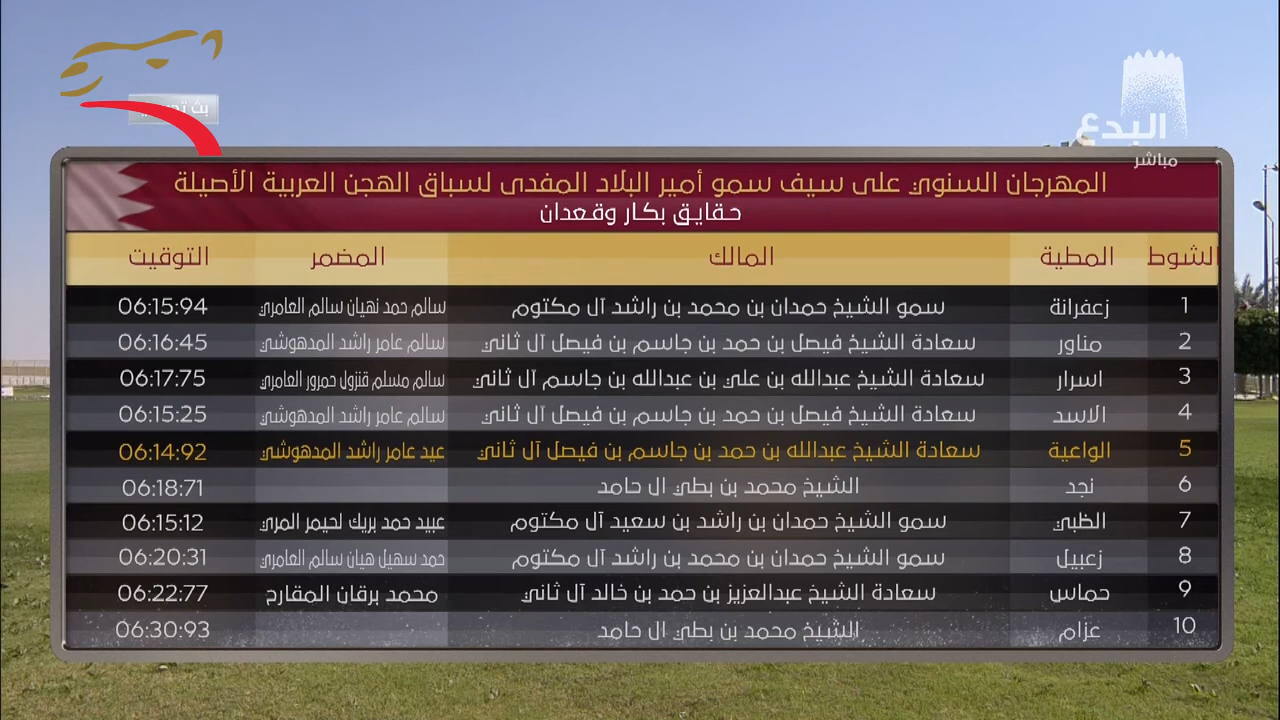 البدع
مباشر
بث
المهرجان السنوي على سيف سمو أمير البلاد المفدى لسباق الهجن العربية الأصيلة
حقايق بكار وقعدان
الشوط المطية المالك المضمر التوقيت
1 زعفرانة سمو الشيخ حمدان بن محمد بن راشد آل مكتوم سالم حمد نهيان سالم العامري 06:15:94
2 مناور سعادة الشيخ فيصل بن حمد بن جاسم بن فيصل آل ثاني سالم عامر راشد المدهوشي 06:16:45
3 اسرار سعادة الشيخ عبدالله بن علي بن عبدالله بن جاسم آل ثاني سالم مسلم قنزول حمرور العامري 06:17:75
4 الاسد سعادة الشيخ فيصل بن حمد بن جاسم بن فيصل آل ثاني سالم عامر راشد المدهوشي 06:15:25
5 الواعية سعادة الشيخ عبدالله بن حمد بن جاسم بن فيصل آل ثاني عيد عامر راشد المدهوشي 06:14:92
6 نجد الشيخ محمد بن بطي ال حامد 06:18:71
7 الظبي سمو الشيخ حمدان بن راشد بن سعيد آل مكتوم عبيد حمد بريك لحيمر المري 06:15:12
8 زعبيل سمو الشيخ حمدان بن محمد بن راشد آل مكتوم حمد سهيل هيان سالم العامري 06:20:31
9 حماس سعادة الشيخ عبدالعزيز بن حمد بن خالد آل ثاني محمد برقان المقارح 06:22:77
10 عزام الشيخ محمد بن بطي ال حامد 06:30:93